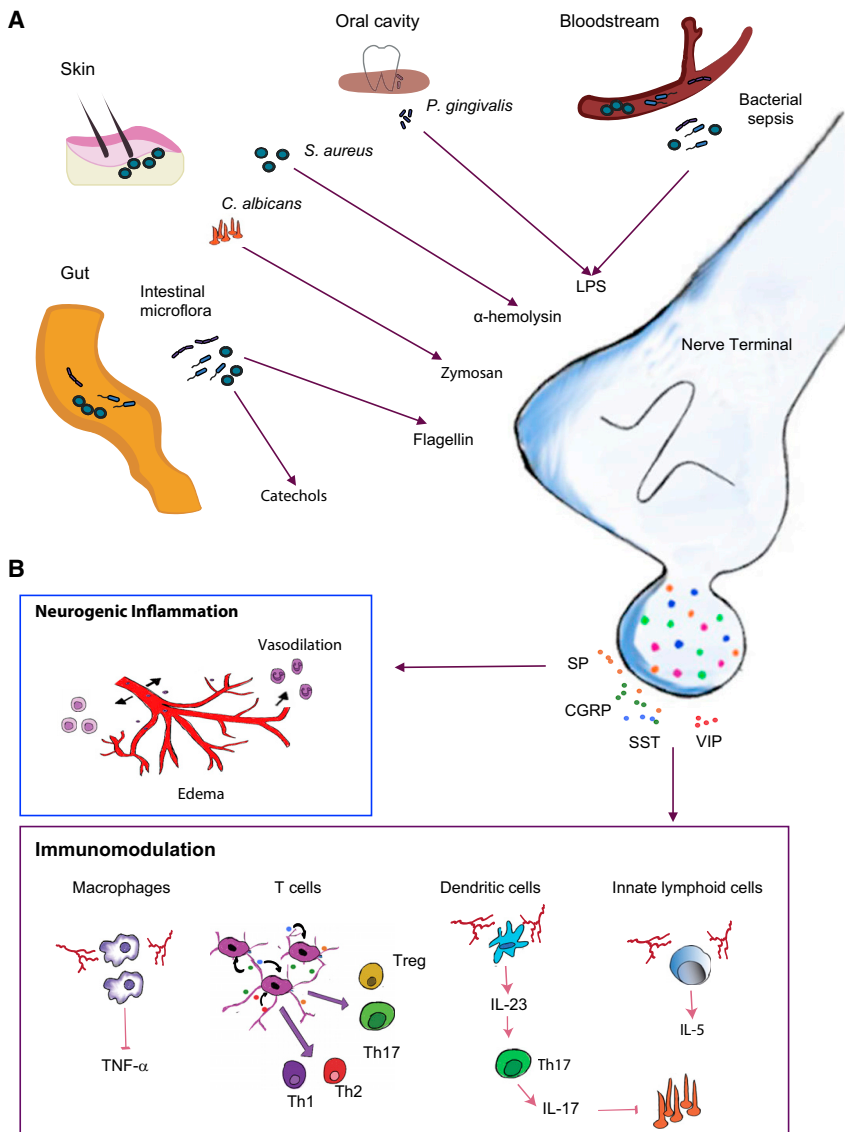 A
Oral cavity
Bloodstream
Skin
P. gingivalis
Bacterial
sepsis
S. aureus
C. albicans
Gut
Intestinal
microflora
LPS
α-hemolysin
Nerve Terminal
Zymosan
Flagellin
Catechols
B
Neurogenic Inflammation
Vasodilation
Edema
SP
CGRP
SST
VIP
Immunomodulation
Macrophages
T cells
Dendritic cells
Innate lymphoid cells
Treg
IL-23
IL-5
Th17
Th17
TNF-α
Th1
Th2
IL-17